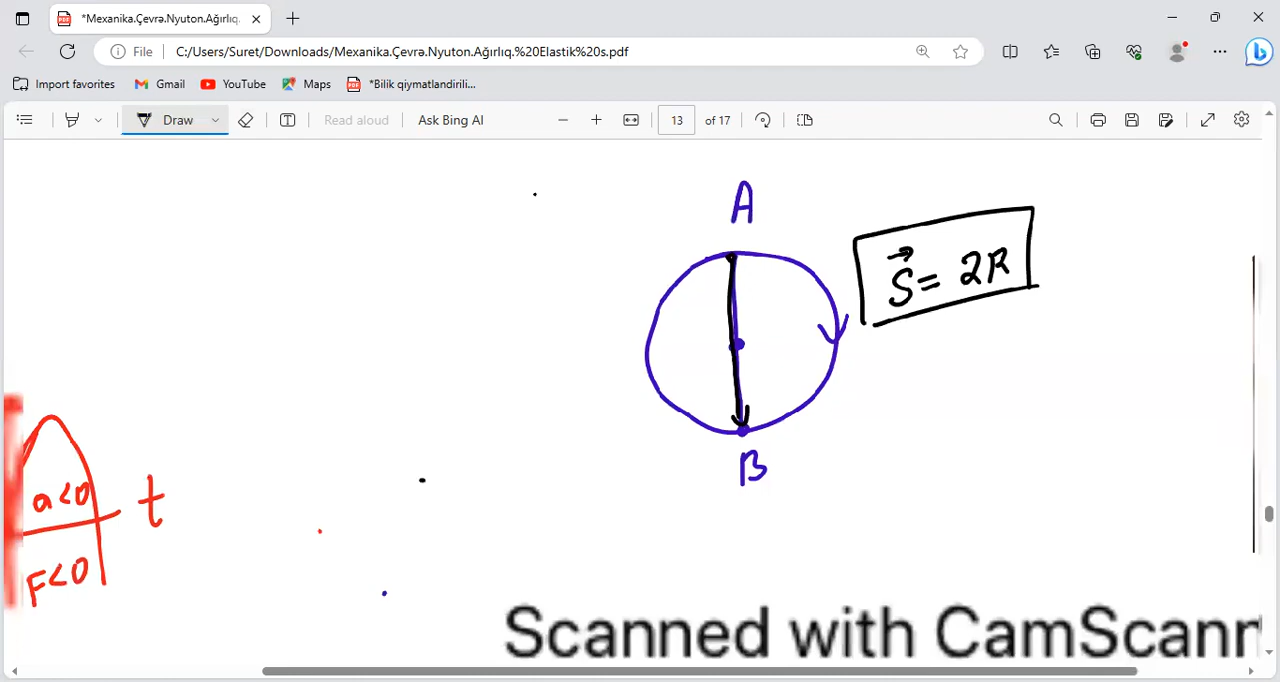 *Mexanika.Çevrə.Nyuton.Ağırlıq.
File
C:/Users/Suret/Downloads/Mexanika.Çevrə.Nyuton.Ağırlıq.%20Elastik%20s.pdf
Import favorites
Gmail
YouTube
Maps
*Bilik qiymatlandirili...
Draw
Read aloud
Ask Bing AI
13
of 17
A
S⃗ = 2R
B
a<0
t
F<0
Scanned with CamScann